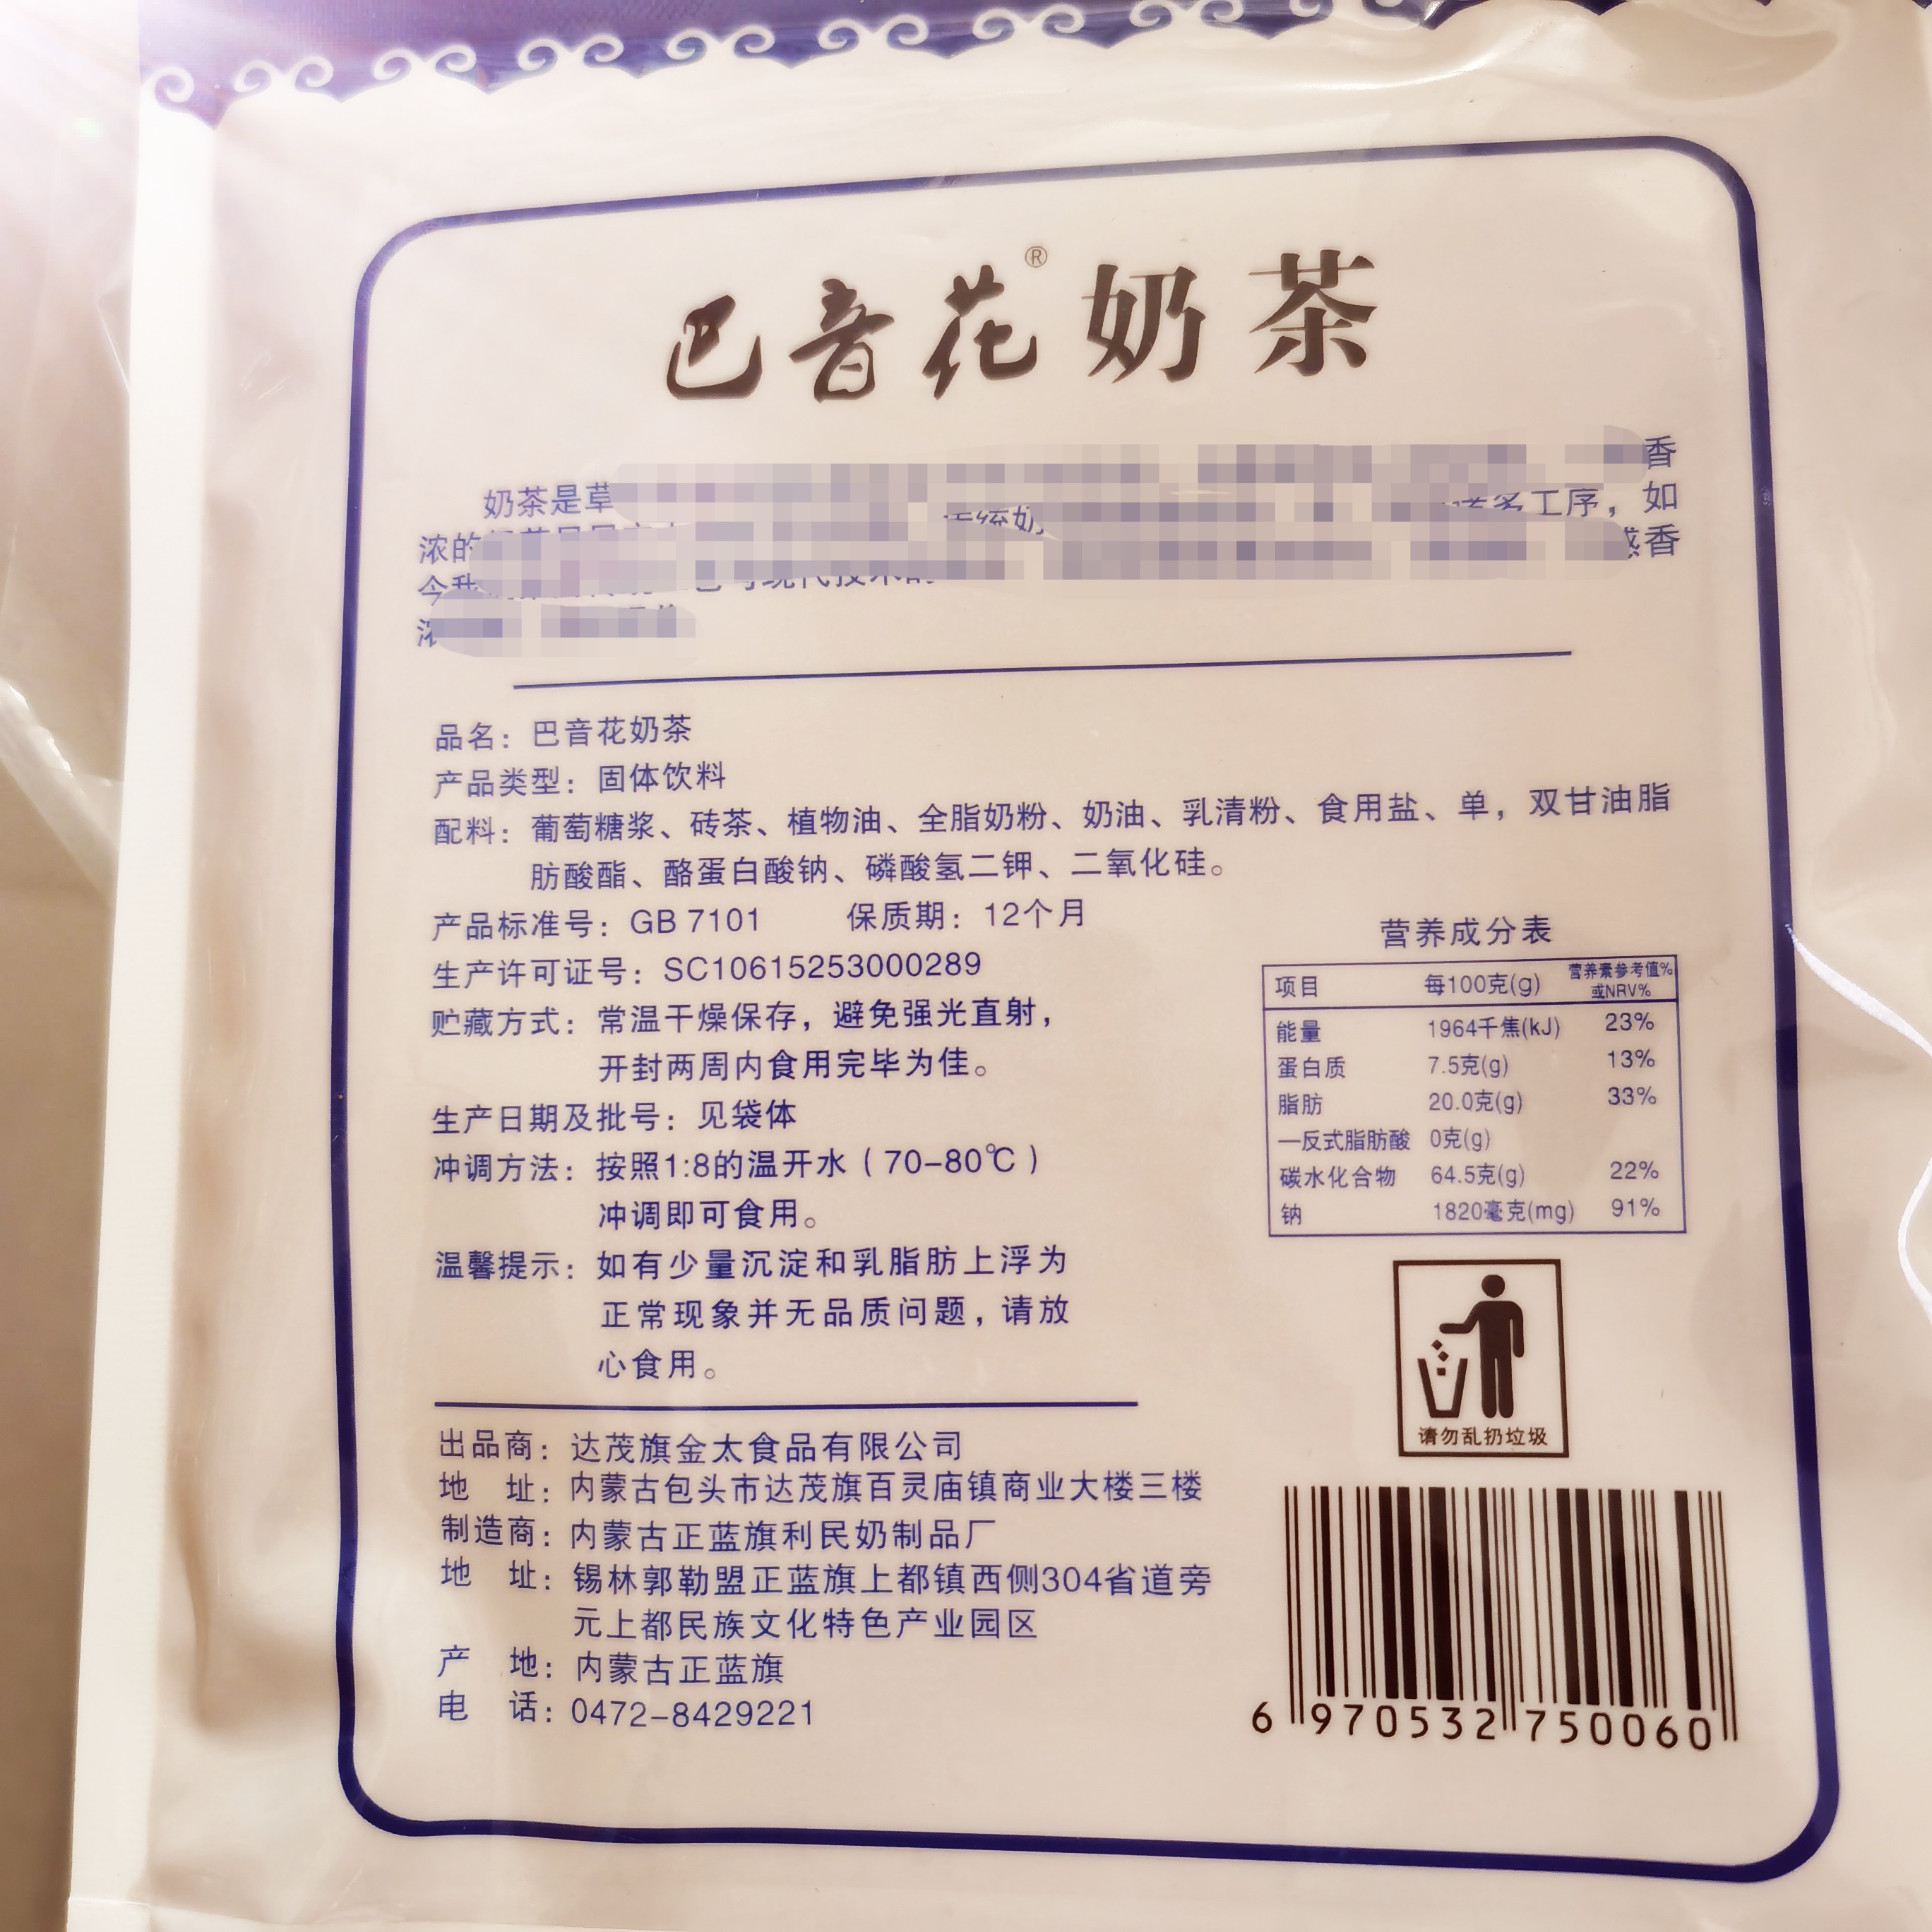 巴音花® 奶茶
奶茶是草
香
浓的
传统奶
工序，如
今我
与现代技术的
感香
浓
品名：巴音花奶茶
产品类型：固体饮料
配料：葡萄糖浆、砖茶、植物油、全脂奶粉、奶油、乳清粉、食用盐、单，双甘油脂
肪酸酯、酪蛋白酸钠、磷酸氢二钾、二氧化硅。
产品标准号：GB 7101 保质期：12个月
生产许可证号：SC10615253000289
贮藏方式：常温干燥保存，避免强光直射，
开封两周内食用完毕为佳。
生产日期及批号：见袋体
冲调方法：按照1:8的温开水（70-80℃）
冲调即可食用。
温馨提示：如有少量沉淀和乳脂肪上浮为
正常现象并无品质问题，请放
心食用。
营养成分表
项目 每100克(g) 营养素参考值%或NRV%
能量 1964千焦(kJ) 23%
蛋白质 7.5克(g) 13%
脂肪 20.0克(g) 33%
—反式脂肪酸 0克(g)
碳水化合物 64.5克(g) 22%
钠 1820毫克(mg) 91%
请勿乱扔垃圾
出品商：达茂旗金太食品有限公司
地 址：内蒙古包头市达茂旗百灵庙镇商业大楼三楼
制造商：内蒙古正蓝旗利民奶制品厂
地 址：锡林郭勒盟正蓝旗上都镇西侧304省道旁
元上都民族文化特色产业园区
产 地：内蒙古正蓝旗
电 话：0472-8429221
6 970532 750060